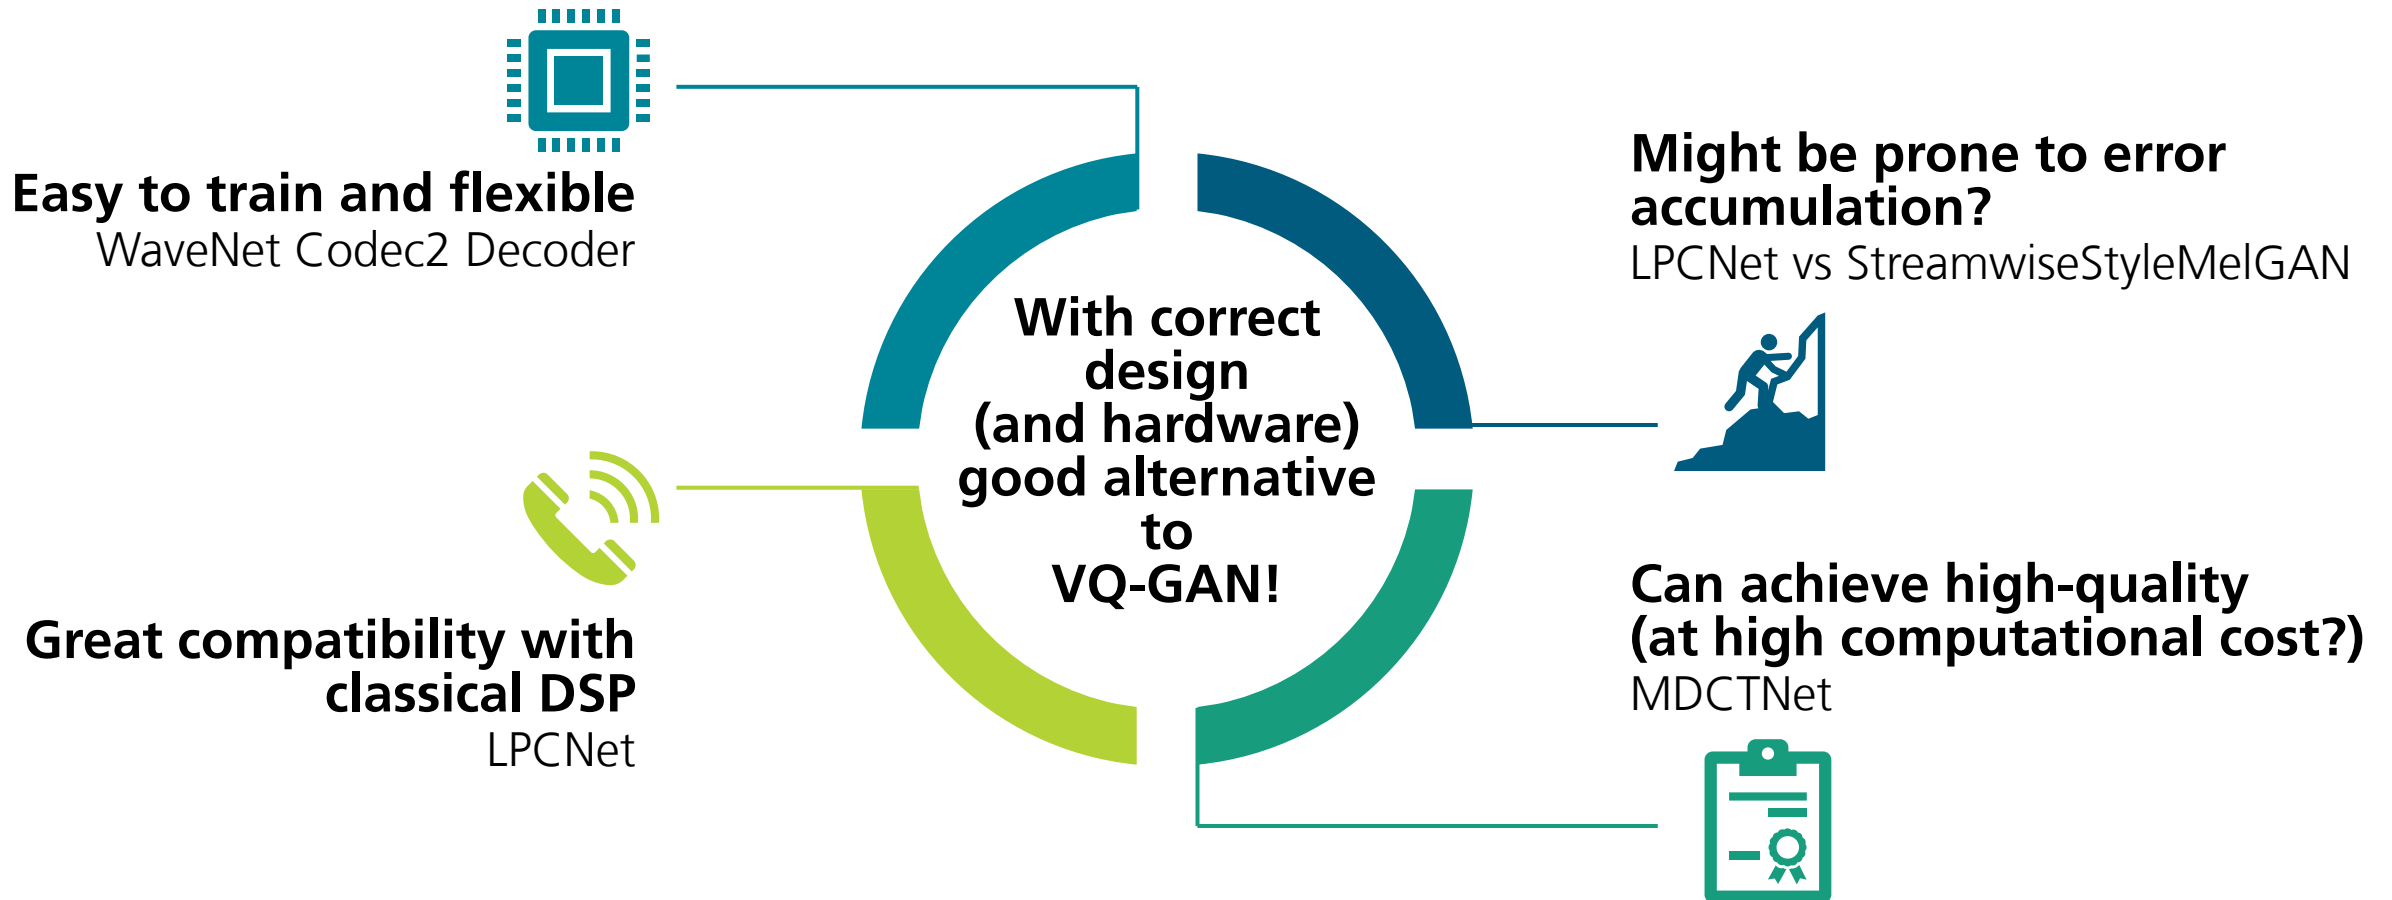 Easy to train and flexible
WaveNet Codec2 Decoder
Great compatibility with
classical DSP
LPCNet
With correct
design
(and hardware)
good alternative
to
VQ-GAN!
Might be prone to error
accumulation?
LPCNet vs StreamwiseStyleMelGAN
Can achieve high-quality
(at high computational cost?)
MDCTNet